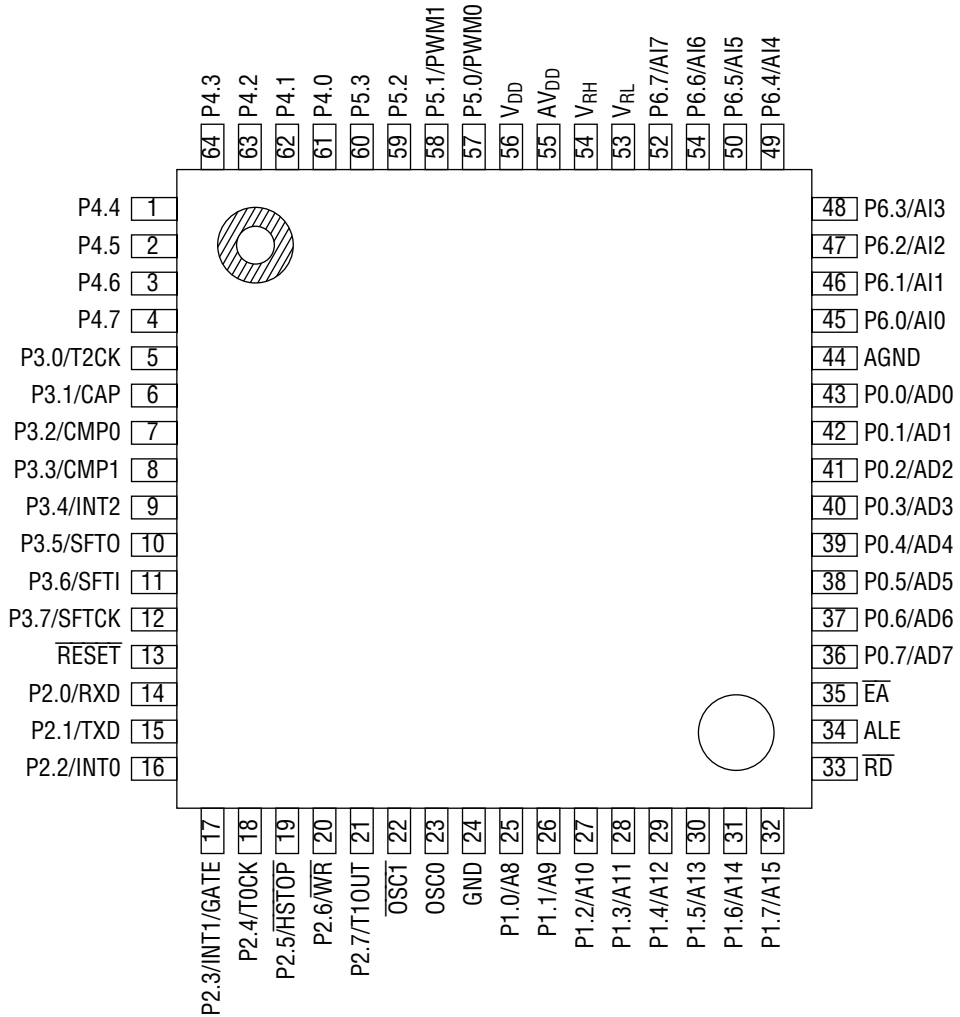 64 P4.3
63 P4.2
62 P4.1
61 P4.0
60 P5.3
59 P5.2
58 P5.1/PWM1
57 P5.0/PWM0
56 VDD
55 AVDD
54 VRH
53 VRL
52 P6.7/AI7
54 P6.6/AI6
50 P6.5/AI5
49 P6.4/AI4
P4.4 1
P4.5 2
P4.6 3
P4.7 4
P3.0/T2CK 5
P3.1/CAP 6
P3.2/CMP0 7
P3.3/CMP1 8
P3.4/INT2 9
P3.5/SFTO 10
P3.6/SFTI 11
P3.7/SFTCK 12
RESET 13
P2.0/RXD 14
P2.1/TXD 15
P2.2/INT0 16
48 P6.3/AI3
47 P6.2/AI2
46 P6.1/AI1
45 P6.0/AI0
44 AGND
43 P0.0/AD0
42 P0.1/AD1
41 P0.2/AD2
40 P0.3/AD3
39 P0.4/AD4
38 P0.5/AD5
37 P0.6/AD6
36 P0.7/AD7
35 EA
34 ALE
33 RD
P2.3/INT1/GATE 17
P2.4/T0CK 18
P2.5/HSTOP 19
P2.6/WR 20
P2.7/T1OUT 21
OSC1 22
OSC0 23
GND 24
P1.0/A8 25
P1.1/A9 26
P1.2/A10 27
P1.3/A11 28
P1.4/A12 29
P1.5/A13 30
P1.6/A14 31
P1.7/A15 32